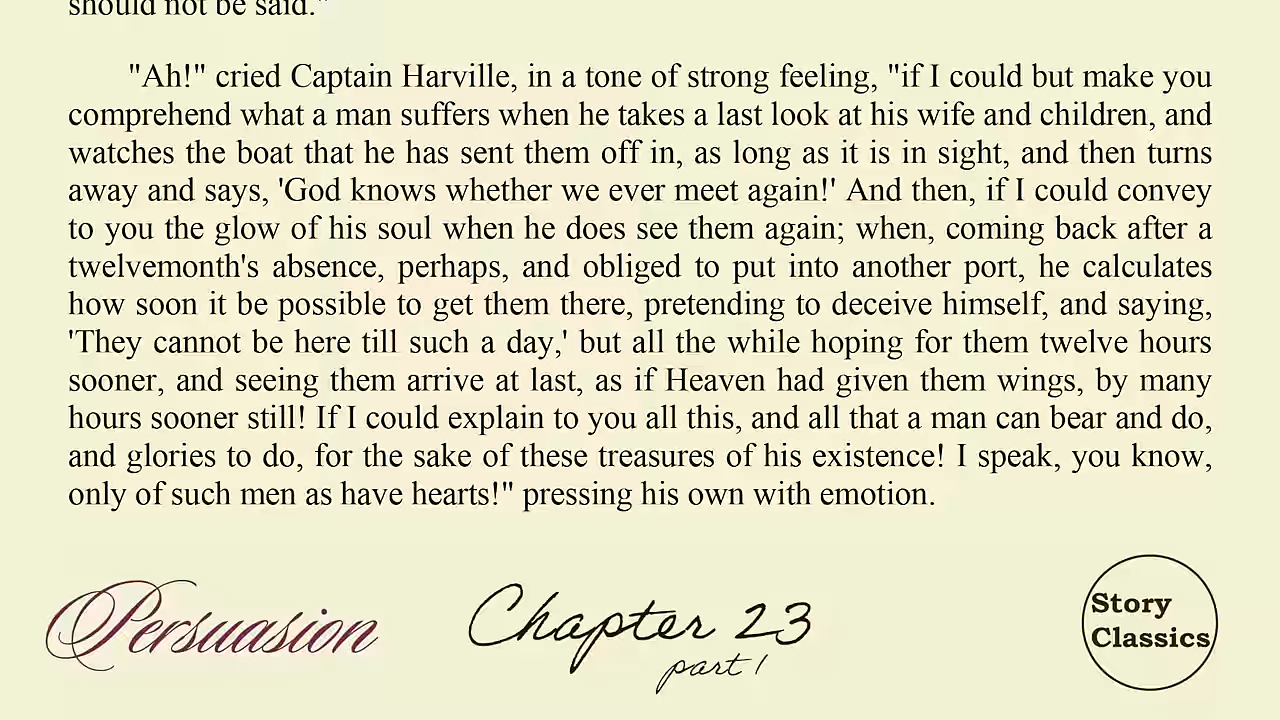 should not be said."
"Ah!" cried Captain Harville, in a tone of strong feeling, "if I could but make you
comprehend what a man suffers when he takes a last look at his wife and children, and
watches the boat that he has sent them off in, as long as it is in sight, and then turns
away and says, 'God knows whether we ever meet again!' And then, if I could convey
to you the glow of his soul when he does see them again; when, coming back after a
twelvemonth's absence, perhaps, and obliged to put into another port, he calculates
how soon it be possible to get them there, pretending to deceive himself, and saying,
'They cannot be here till such a day,' but all the while hoping for them twelve hours
sooner, and seeing them arrive at last, as if Heaven had given them wings, by many
hours sooner still! If I could explain to you all this, and all that a man can bear and do,
and glories to do, for the sake of these treasures of his existence! I speak, you know,
only of such men as have hearts!" pressing his own with emotion.
Persuasion
Chapter 23
part 1
Story
Classics